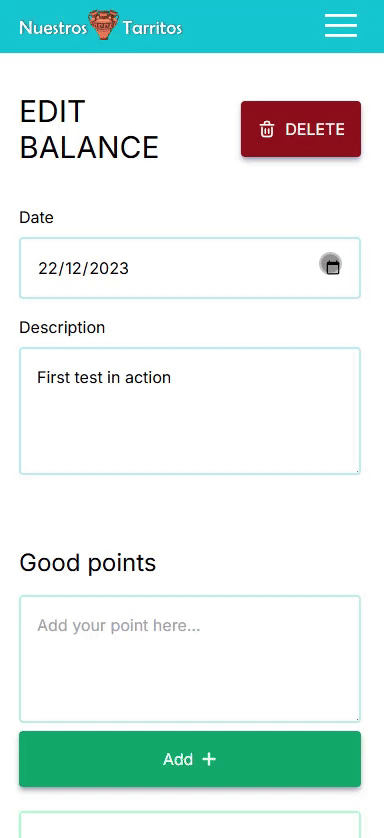 Nuestros Tarritos
EDIT
BALANCE
DELETE
Date
22/12/2023
Description
First test in action
Good points
Add your point here...
Add +